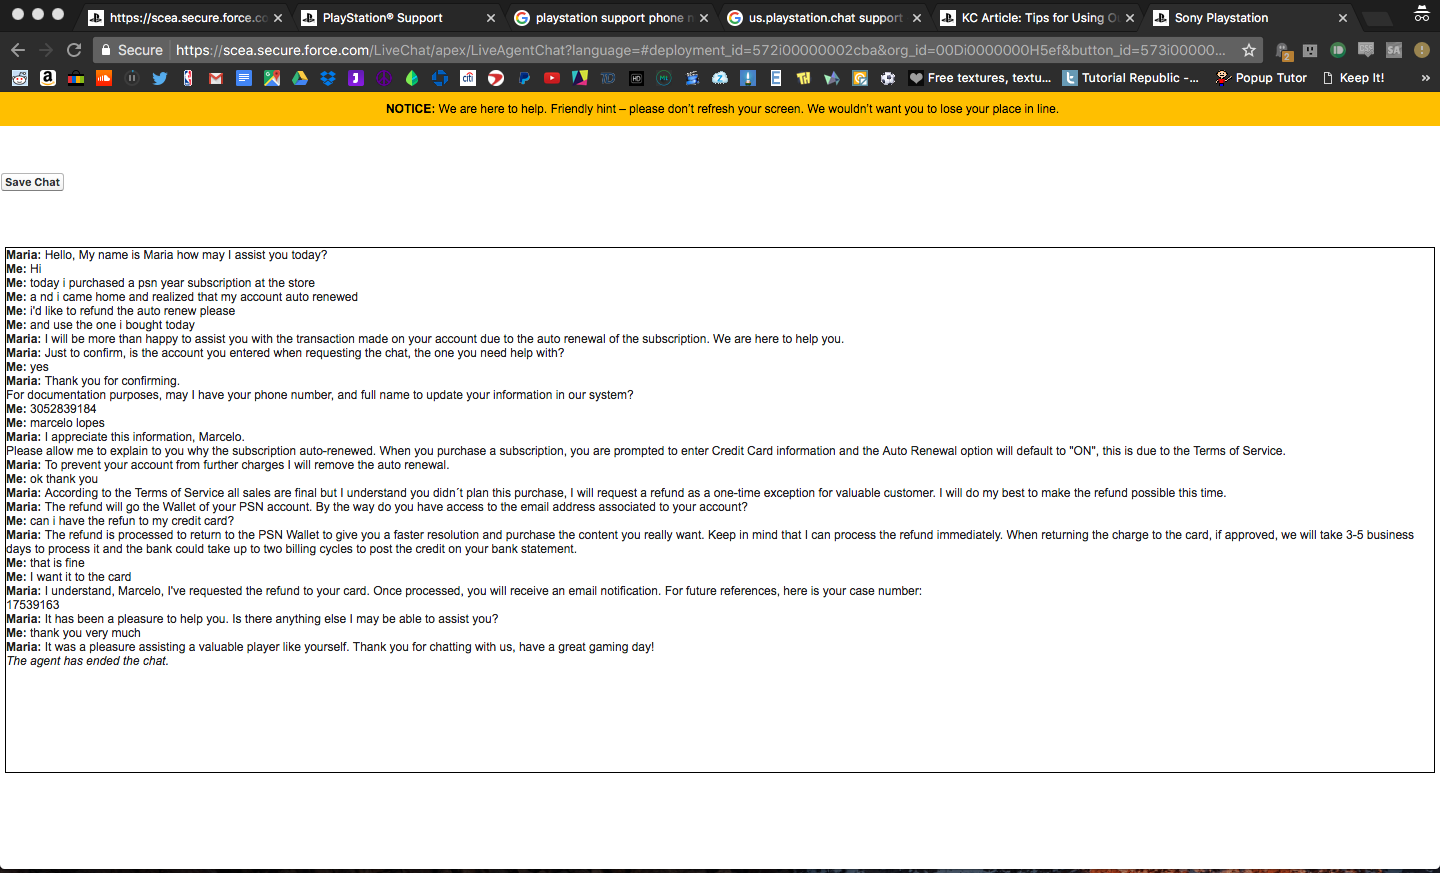 https://scea.secure.force.co
PlayStation® Support
playstation support phone n
us.playstation.chat support
KC Article: Tips for Using O
Sony Playstation
Secure https://scea.secure.force.com/LiveChat/apex/LiveAgentChat?language=#deployment_id=572i00000002cba&org_id=00Di0000000H5ef&button_id=573i00000...
Free textures, textu...
Tutorial Republic -...
Popup Tutor
Keep It!
»
NOTICE: We are here to help. Friendly hint – please don't refresh your screen. We wouldn't want you to lose your place in line.
Save Chat
Maria: Hello, My name is Maria how may I assist you today?
Me: Hi
Me: today i purchased a psn year subscription at the store
Me: a nd i came home and realized that my account auto renewed
Me: i'd like to refund the auto renew please
Me: and use the one i bought today
Maria: I will be more than happy to assist you with the transaction made on your account due to the auto renewal of the subscription. We are here to help you.
Maria: Just to confirm, is the account you entered when requesting the chat, the one you need help with?
Me: yes
Maria: Thank you for confirming.
For documentation purposes, may I have your phone number, and full name to update your information in our system?
Me: 3052839184
Me: marcelo lopes
Maria: I appreciate this information, Marcelo.
Please allow me to explain to you why the subscription auto-renewed. When you purchase a subscription, you are prompted to enter Credit Card information and the Auto Renewal option will default to "ON", this is due to the Terms of Service.
Maria: To prevent your account from further charges I will remove the auto renewal.
Me: ok thank you
Maria: According to the Terms of Service all sales are final but I understand you didn´t plan this purchase, I will request a refund as a one-time exception for valuable customer. I will do my best to make the refund possible this time.
Maria: The refund will go the Wallet of your PSN account. By the way do you have access to the email address associated to your account?
Me: can i have the refun to my credit card?
Maria: The refund is processed to return to the PSN Wallet to give you a faster resolution and purchase the content you really want. Keep in mind that I can process the refund immediately. When returning the charge to the card, if approved, we will take 3-5 business
days to process it and the bank could take up to two billing cycles to post the credit on your bank statement.
Me: that is fine
Me: I want it to the card
Maria: I understand, Marcelo, I've requested the refund to your card. Once processed, you will receive an email notification. For future references, here is your case number:
17539163
Maria: It has been a pleasure to help you. Is there anything else I may be able to assist you?
Me: thank you very much
Maria: It was a pleasure assisting a valuable player like yourself. Thank you for chatting with us, have a great gaming day!
The agent has ended the chat.